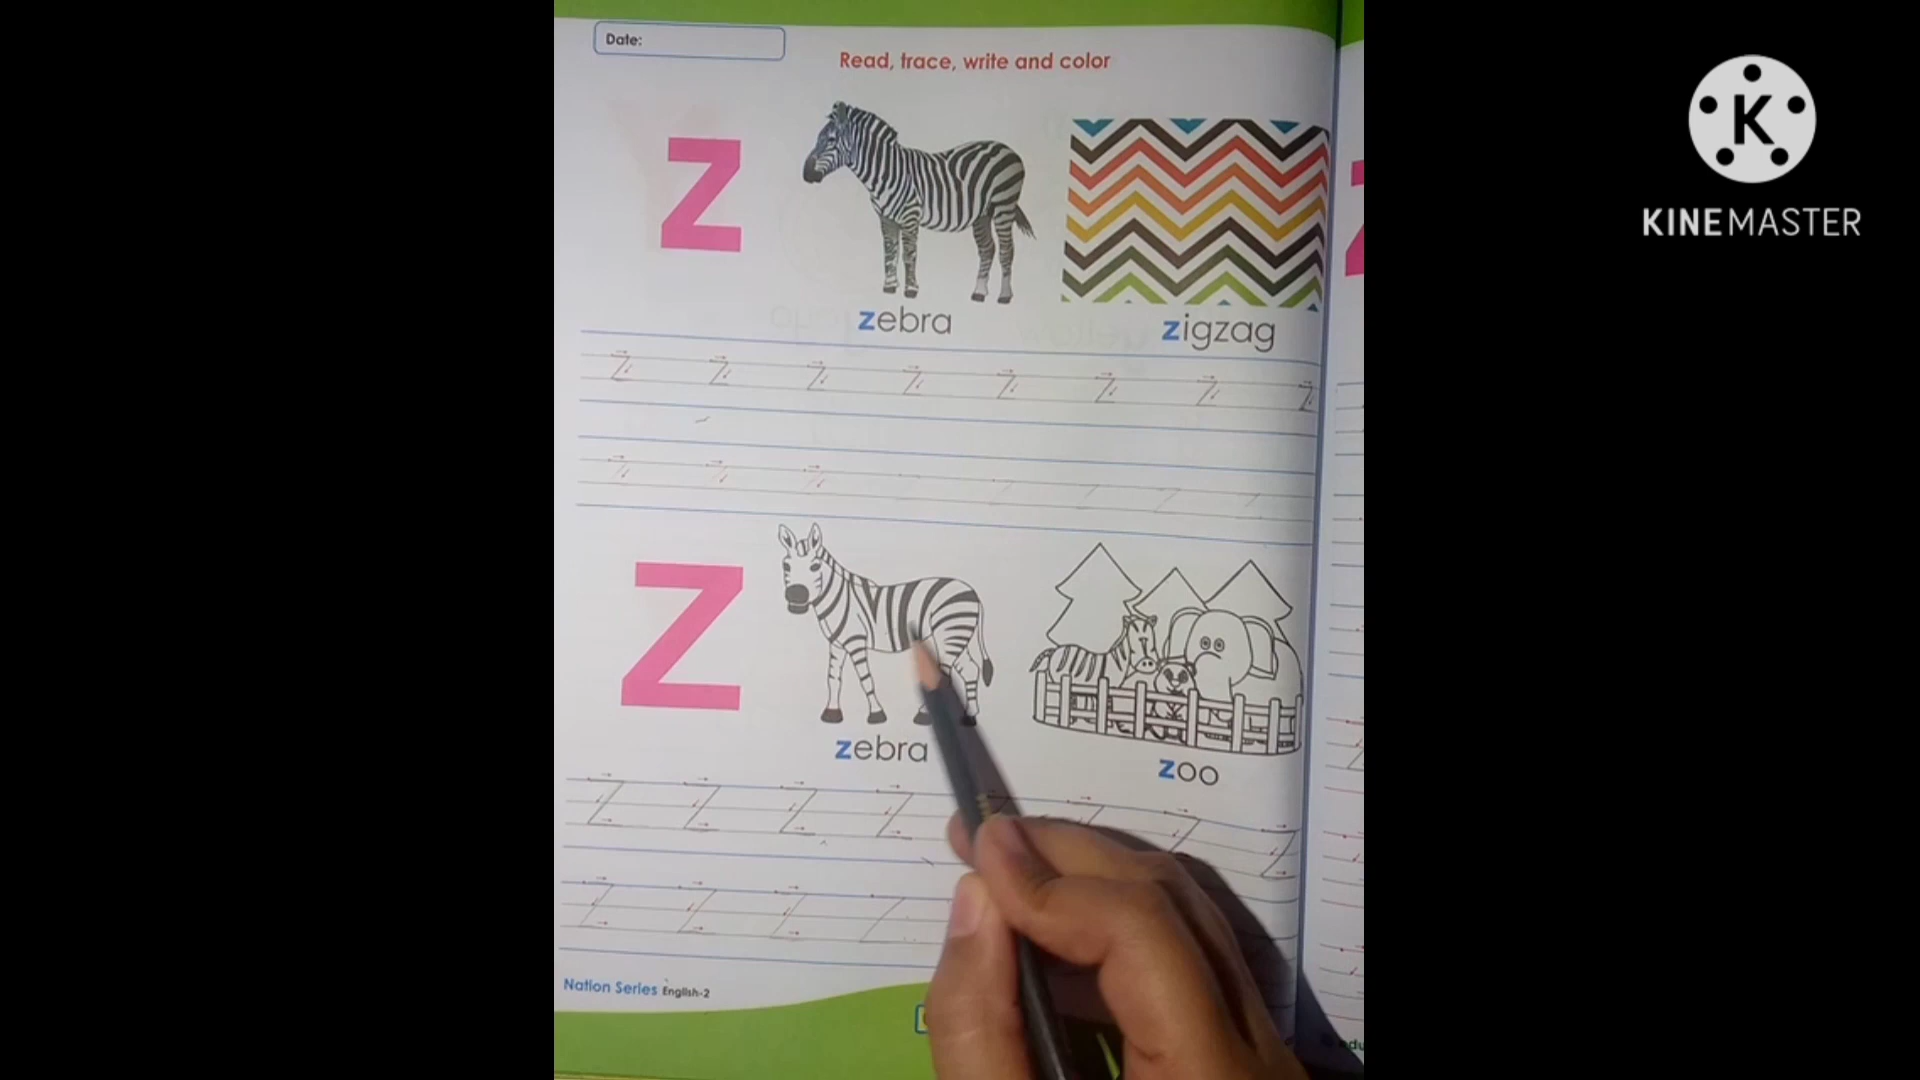 Date:
Read, trace, write and color
z
zebra
zigzag
z z z z z z z z
z z z
Z
zebra
zoo
Z Z Z Z Z Z Z
Z Z Z
Nation Series English-2
K
KINEMASTER